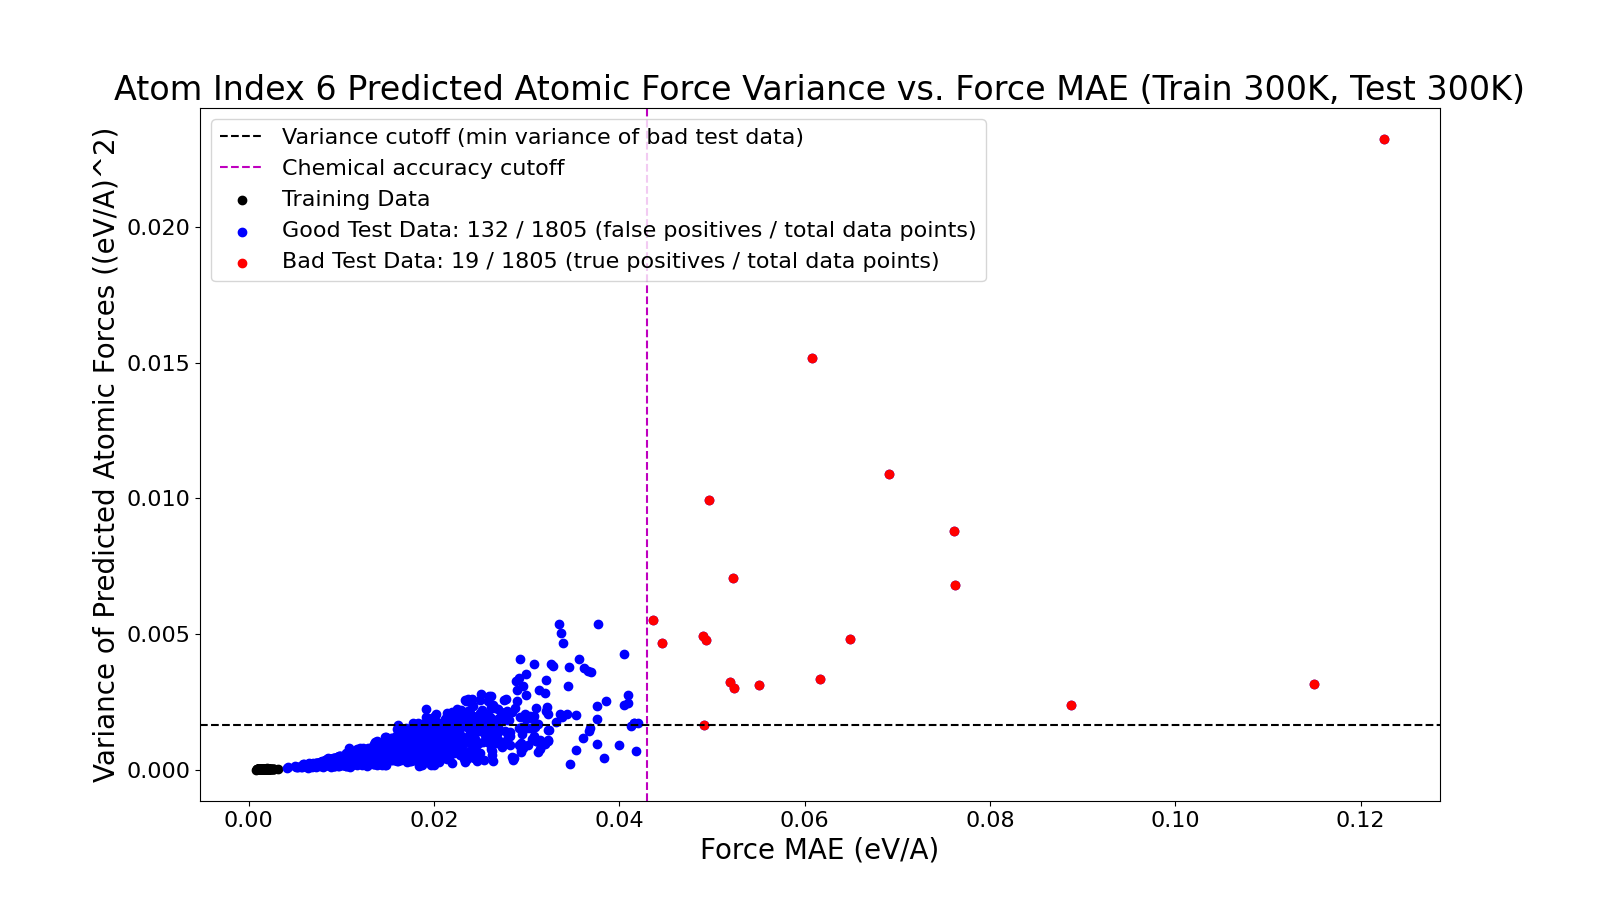 Atom Index 6 Predicted Atomic Force Variance vs. Force MAE (Train 300K, Test 300K)
Variance cutoff (min variance of bad test data)
Chemical accuracy cutoff
Training Data
Good Test Data: 132 / 1805 (false positives / total data points)
Bad Test Data: 19 / 1805 (true positives / total data points)
Variance of Predicted Atomic Forces ((eV/A)^2)
0.020
0.015
0.010
0.005
0.000
0.00 0.02 0.04 0.06 0.08 0.10 0.12
Force MAE (eV/A)